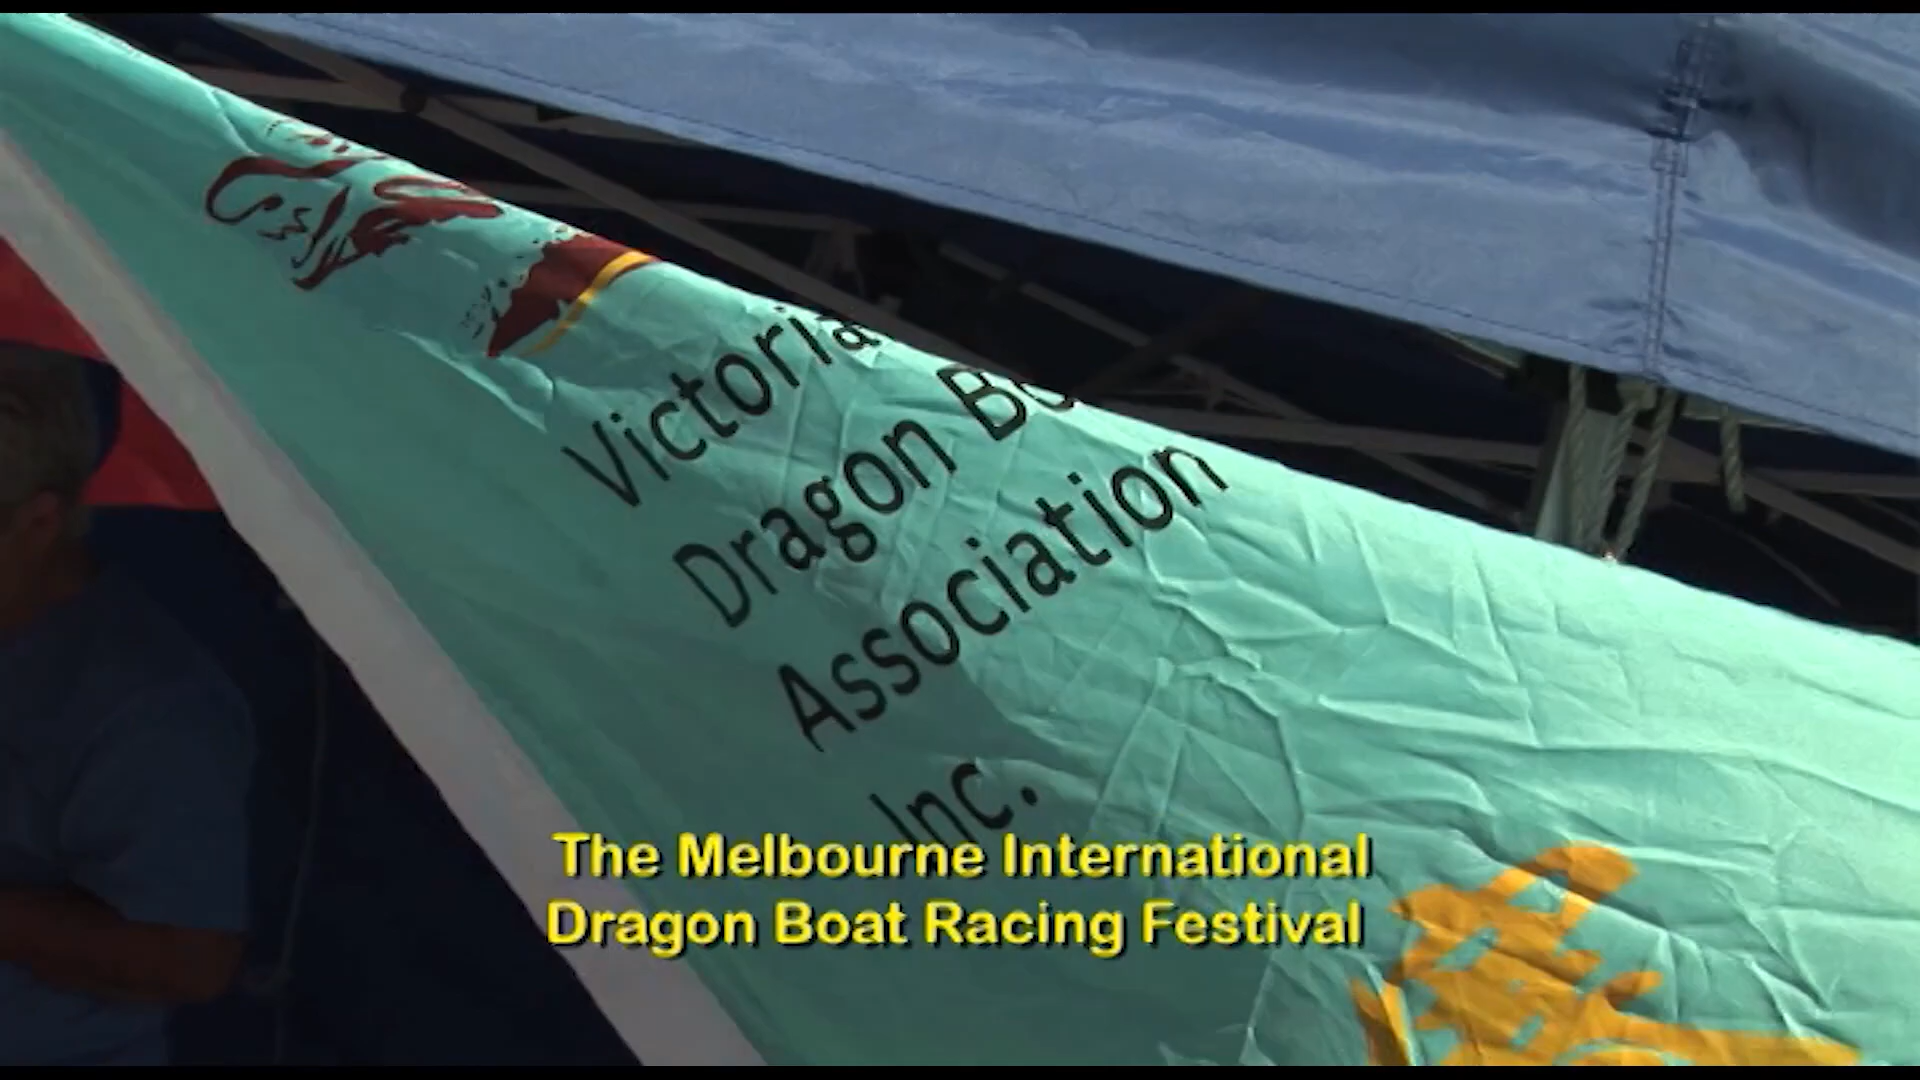 Victoria
Dragon Bo
Association
Inc.
The Melbourne International
Dragon Boat Racing Festival